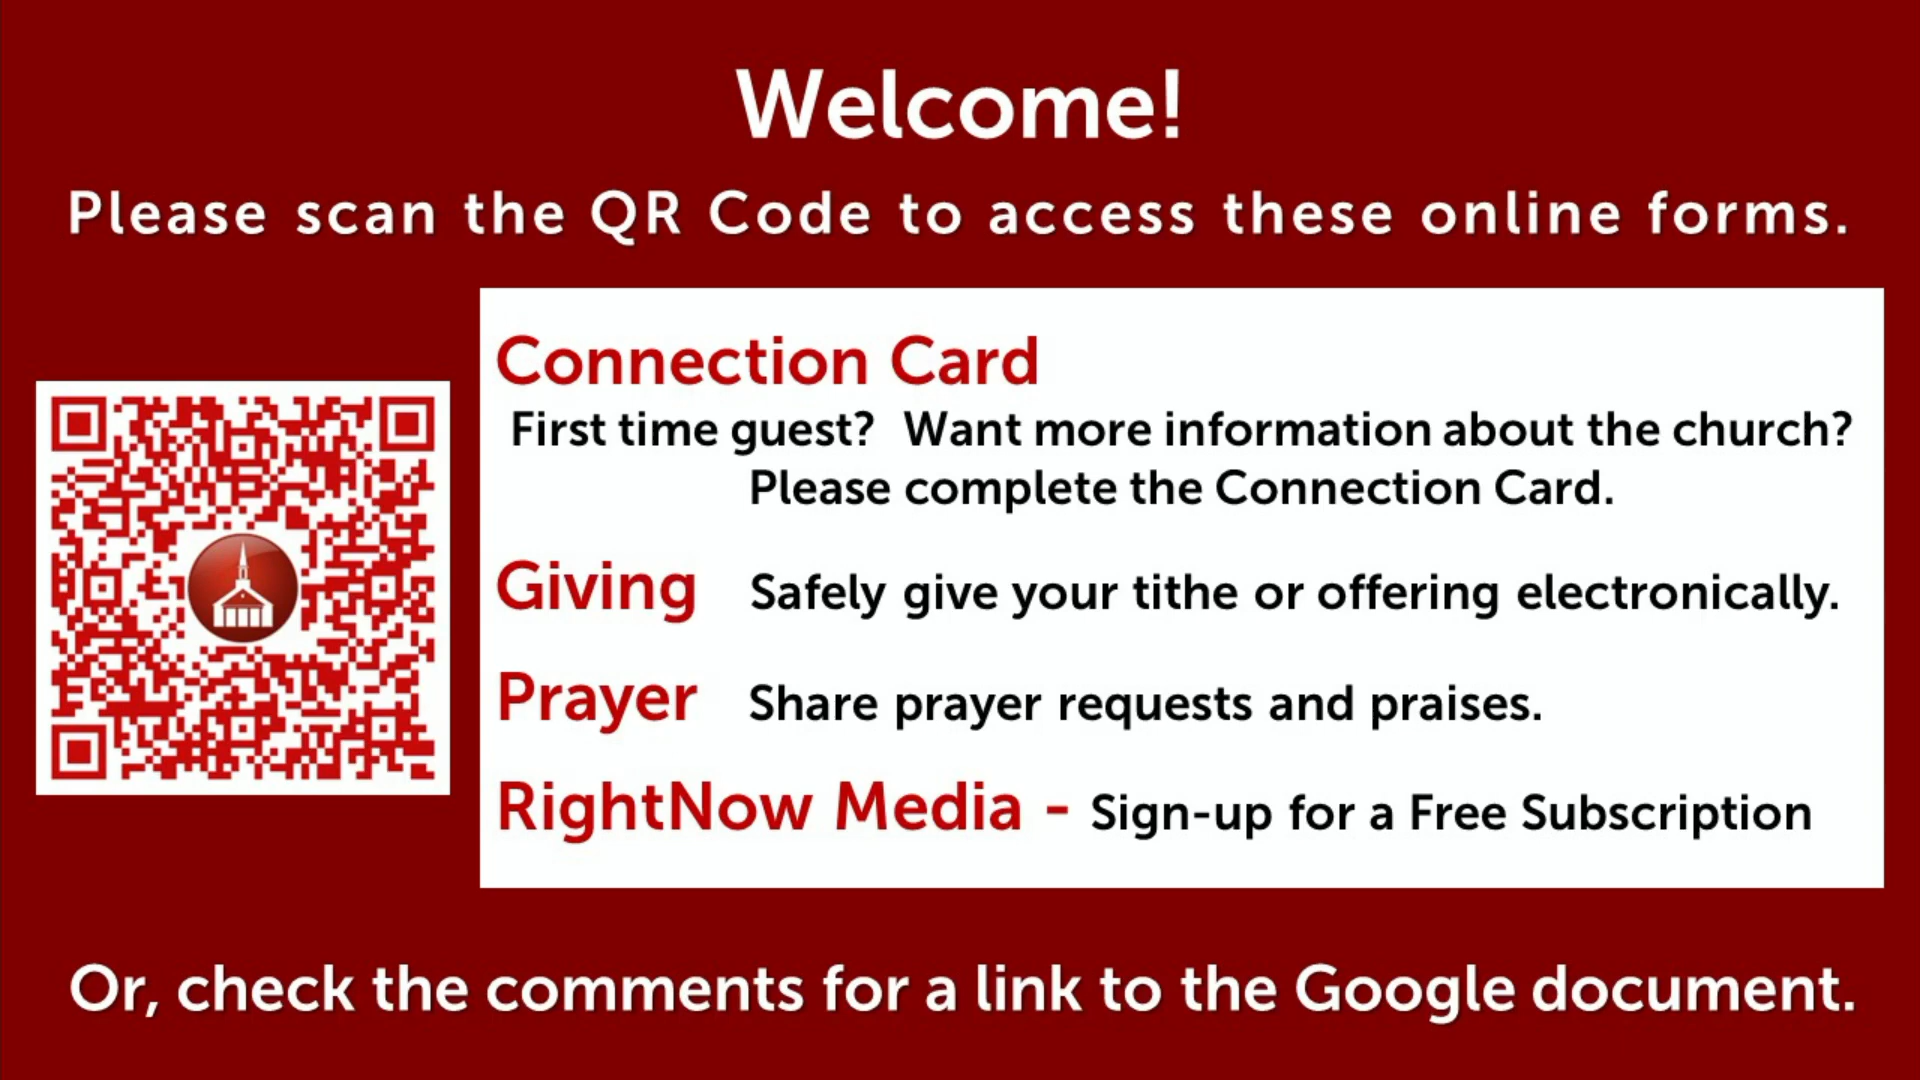 Welcome!
Please scan the QR Code to access these online forms.
Connection Card
First time guest? Want more information about the church?
Please complete the Connection Card.
Giving Safely give your tithe or offering electronically.
Prayer Share prayer requests and praises.
RightNow Media - Sign-up for a Free Subscription
Or, check the comments for a link to the Google document.